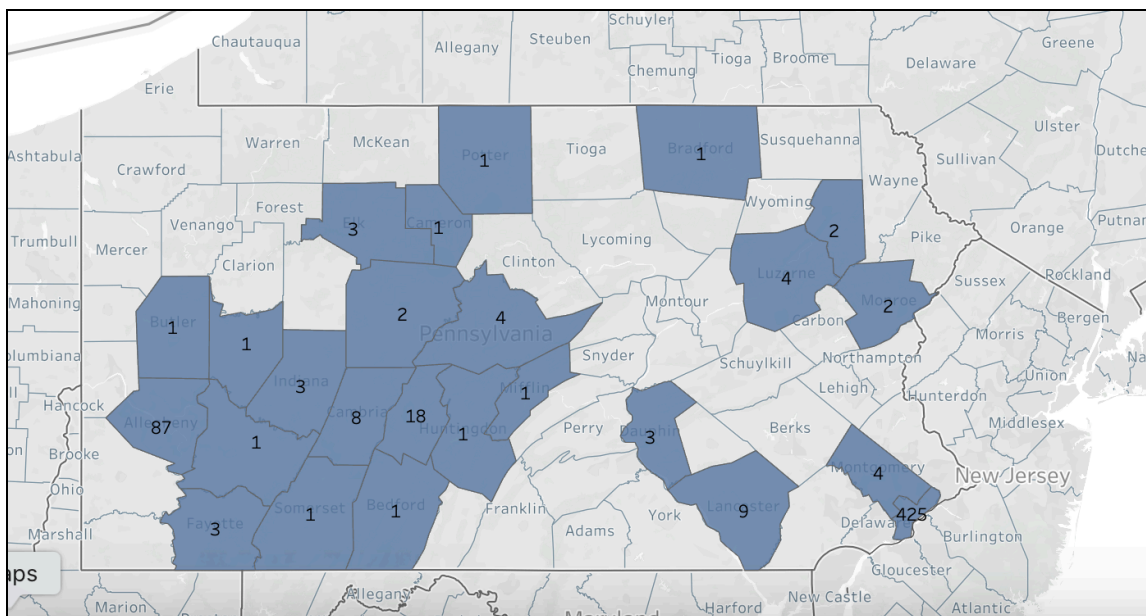 Schuyler
Chautauqua
Allegany
Steuben
Greene
Chemung
Tioga
Broome
Delaware
Erie
Ulster
Dutche
Warren
McKean
Potter
1
Tioga
Bradford
1
Susquehanna
Ashtabula
Crawford
Sullivan
Wayne
Forest
Wyoming
Venango
Elk
3
Cameron
1
Lycoming
2
Pike
Orange
Putna
Trumbull
Mercer
Clarion
Clinton
Luzerne
4
Sussex
Rockland
Mahoning
Montour
Monroe
2
Bergen
Butler
1
2
4
Pennsylvania
Carbon
Morris
Na
olumbiana
1
Snyder
Schuylkill
Northampton
Union
Indiana
3
Mifflin
1
Lehigh
Hunterdon
Hancock
Allegheny
87
Cambria
8
18
Huntingdon
1
Perry
Dauphin
3
Berks
Middlesex
on
Brooke
1
Montgomery
4
New Jersey
Ohio
Somerset
1
Bedford
1
Franklin
York
Lancaster
9
Delaware
425
Marshall
Fayette
3
Adams
Burlington
aps
Gloucester
Marion
Allegany
Maryland
Harford
New Castle
Atlantic